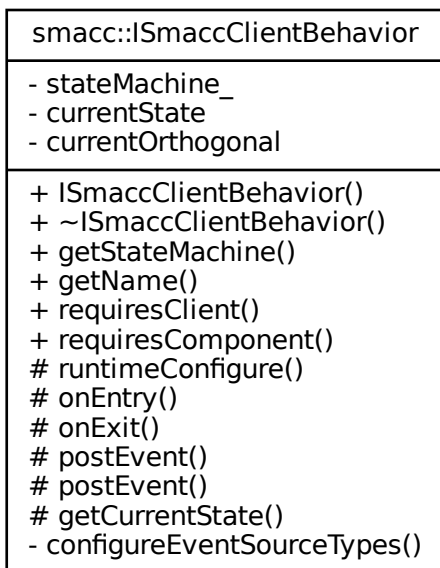 smacc::ISmaccClientBehavior
- stateMachine_
- currentState
- currentOrthogonal
+ ISmaccClientBehavior()
+ ~ISmaccClientBehavior()
+ getStateMachine()
+ getName()
+ requiresClient()
+ requiresComponent()
# runtimeConfigure()
# onEntry()
# onExit()
# postEvent()
# postEvent()
# getCurrentState()
- configureEventSourceTypes()